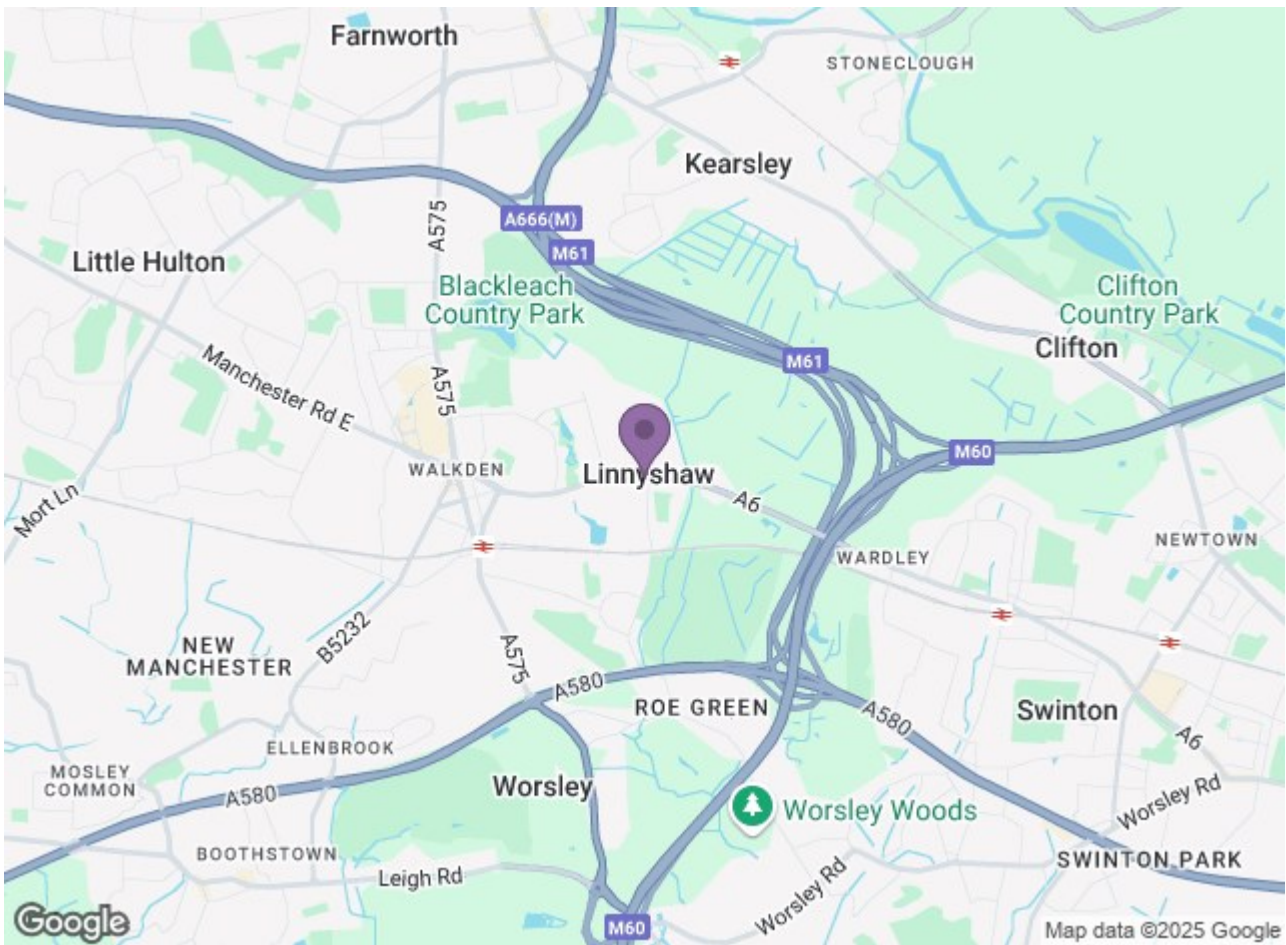 Farnworth
STONECLOUGH
Kearsley
A575
A666(M)
M61
Little Hulton
Blackleach
Country Park
Clifton
Country Park
Clifton
M61
Manchester Rd E
A575
M60
WALKDEN
Linnyshaw
A6
Mort Ln
WARDLEY
NEWTOWN
B5232
NEW
MANCHESTER
A575
A580
ROE GREEN
A580
Swinton
A6
ELLENBROOK
MOSLEY
COMMON
A580
Worsley
Worsley Woods
Worsley Rd
BOOTHSTOWN
Leigh Rd
Worsley Rd
SWINTON PARK
M60
Google
Map data ©2025 Google